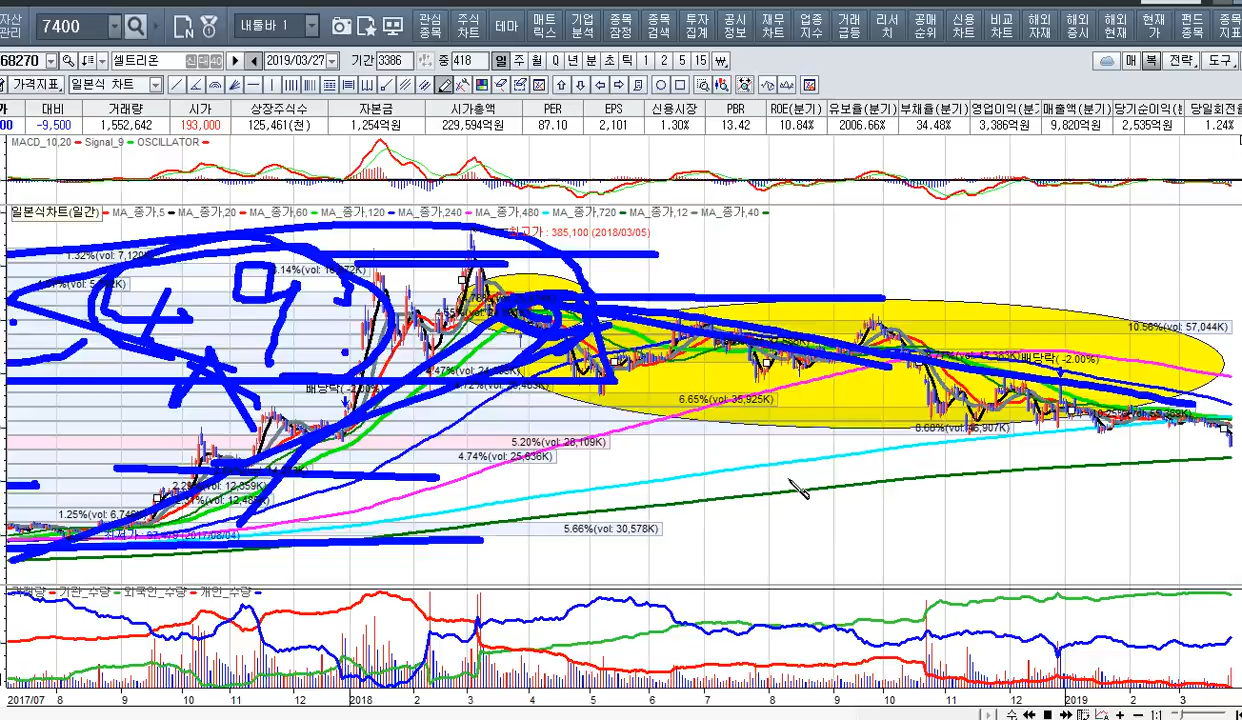 7400 내툴바 1 관심종목 주식차트 테마 매트릭스 기업분석 종목잠정 종목검색 투자집계 공시정보 재무차트 업종지수 거래급등 리서치 공매순위 신용차트 비교차트 해외자재 해외증시 해외현재 현재가 펀드종목
68270 셀트리온 신 대 40 2019/03/27 기간 3386 중 418 일 주 월 Q 년 분 초 틱 1 2 5 15 매 복 전략, 도구,
가격지표, 일본식 차트
대비 거래량 시가 상장주식수 자본금 시가총액 PER EPS 신용시장 PBR ROE(분기) 유보율(분기) 부채율(분기) 영업이익(분기) 매출액(분기) 당기순이익(분 당일회전율
00 -9,500 1,552,642 193,000 125,461(천) 1,254억원 229,594억원 87.10 2,101 1.30% 13.42 10.84% 2006.66% 34.48% 3,386억원 9,820억원 2,535억원 1.24%
MACD_10,20 Signal_9 OSCILLATOR
일본식차트(일간) MA_종가,5 MA_종가,20 MA_종가,60 MA_종가,120 MA_종가,240 MA_종가,480 MA_종가,720 MA_종가,12 MA_종가,40
최고가 : 385,100 (2018/03/05)
1.32%(vol: 7,120K)
10.56%(vol: 57,044K)
배당락( -2.00%)
배당락( -2.00%)
6.65%(vol: 35,925K)
8.68%(vol: 46,907K)
5.20%(vol: 28,109K)
4.74%(vol: 25,636K)
1.25%(vol: 6,746K)
5.66%(vol: 30,578K)
거래량 기관_수량 외국인_수량 개인_수량
2017/07 8 9 10 11 12 2018 2 3 4 5 6 7 8 9 10 11 12 2019 2 3